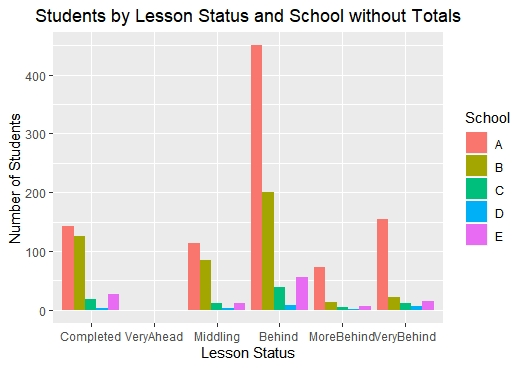 Students by Lesson Status and School without Totals
Number of Students
400
300
200
100
0
Completed VeryAhead Middling Behind MoreBehind VeryBehind
Lesson Status
School
A
B
C
D
E